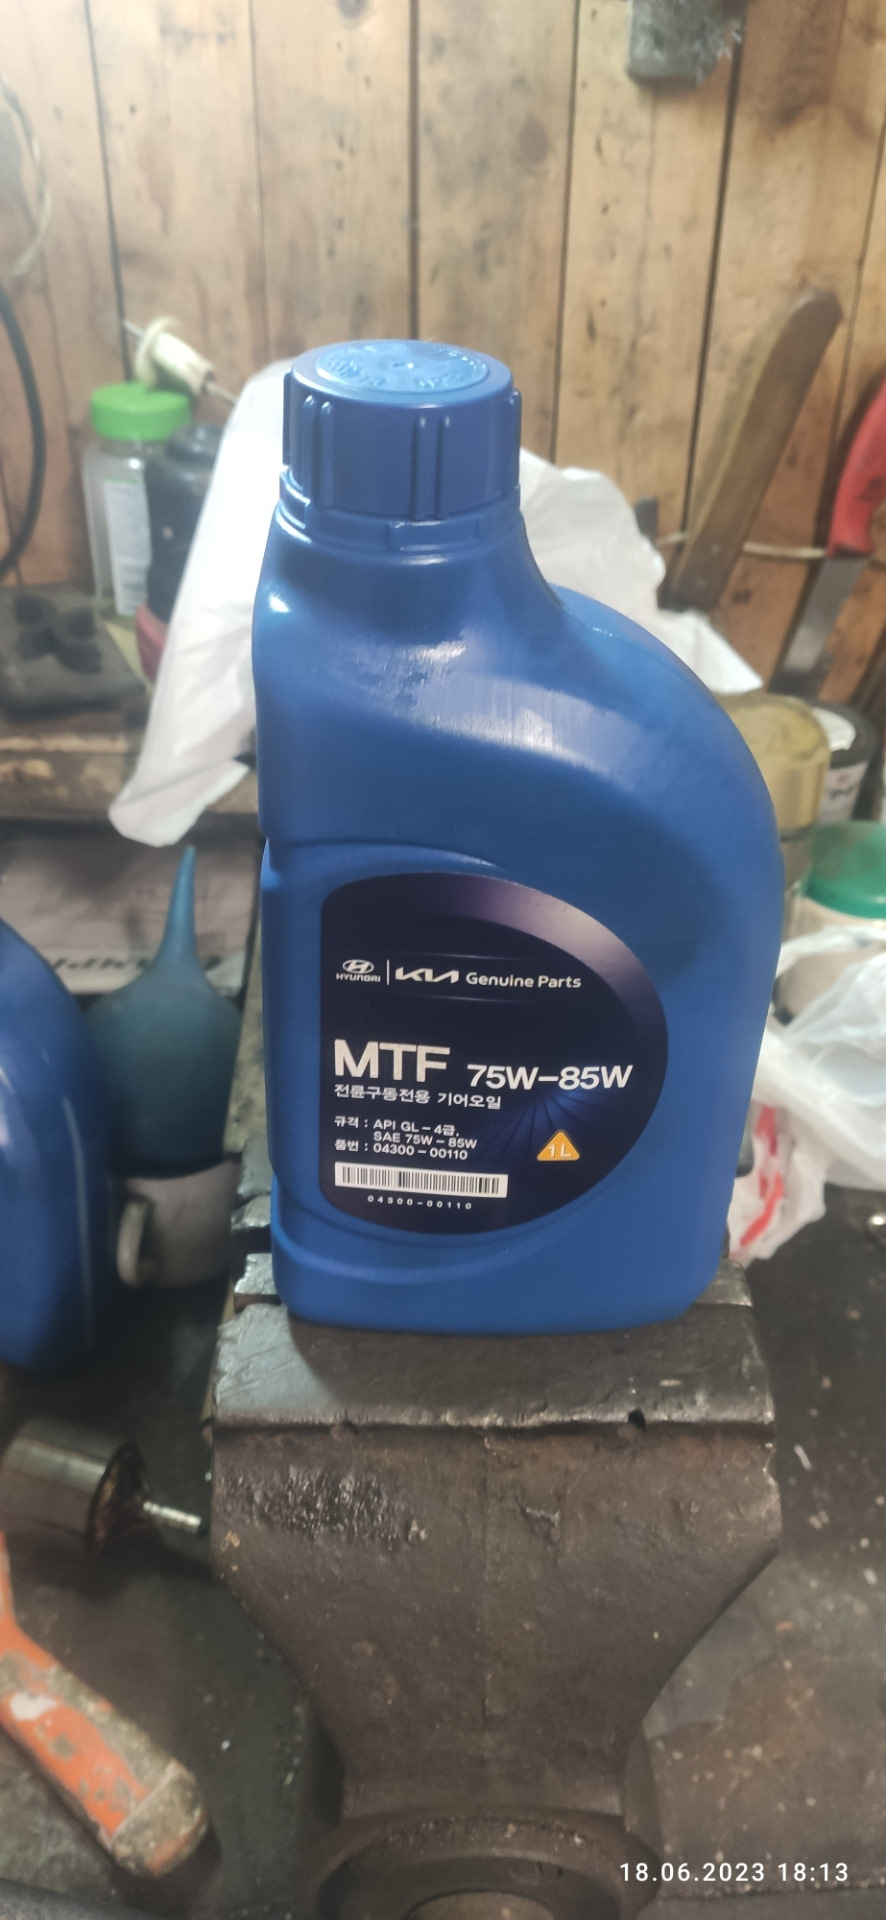 HYUNDAI | KIA Genuine Parts
MTF 75W-85W
전륜구동전용 기어오일
규격 : API GL - 4급,
SAE 75W - 85W
품번 : 04300 - 00110
1L
04300-00110
18.06.2023 18:13